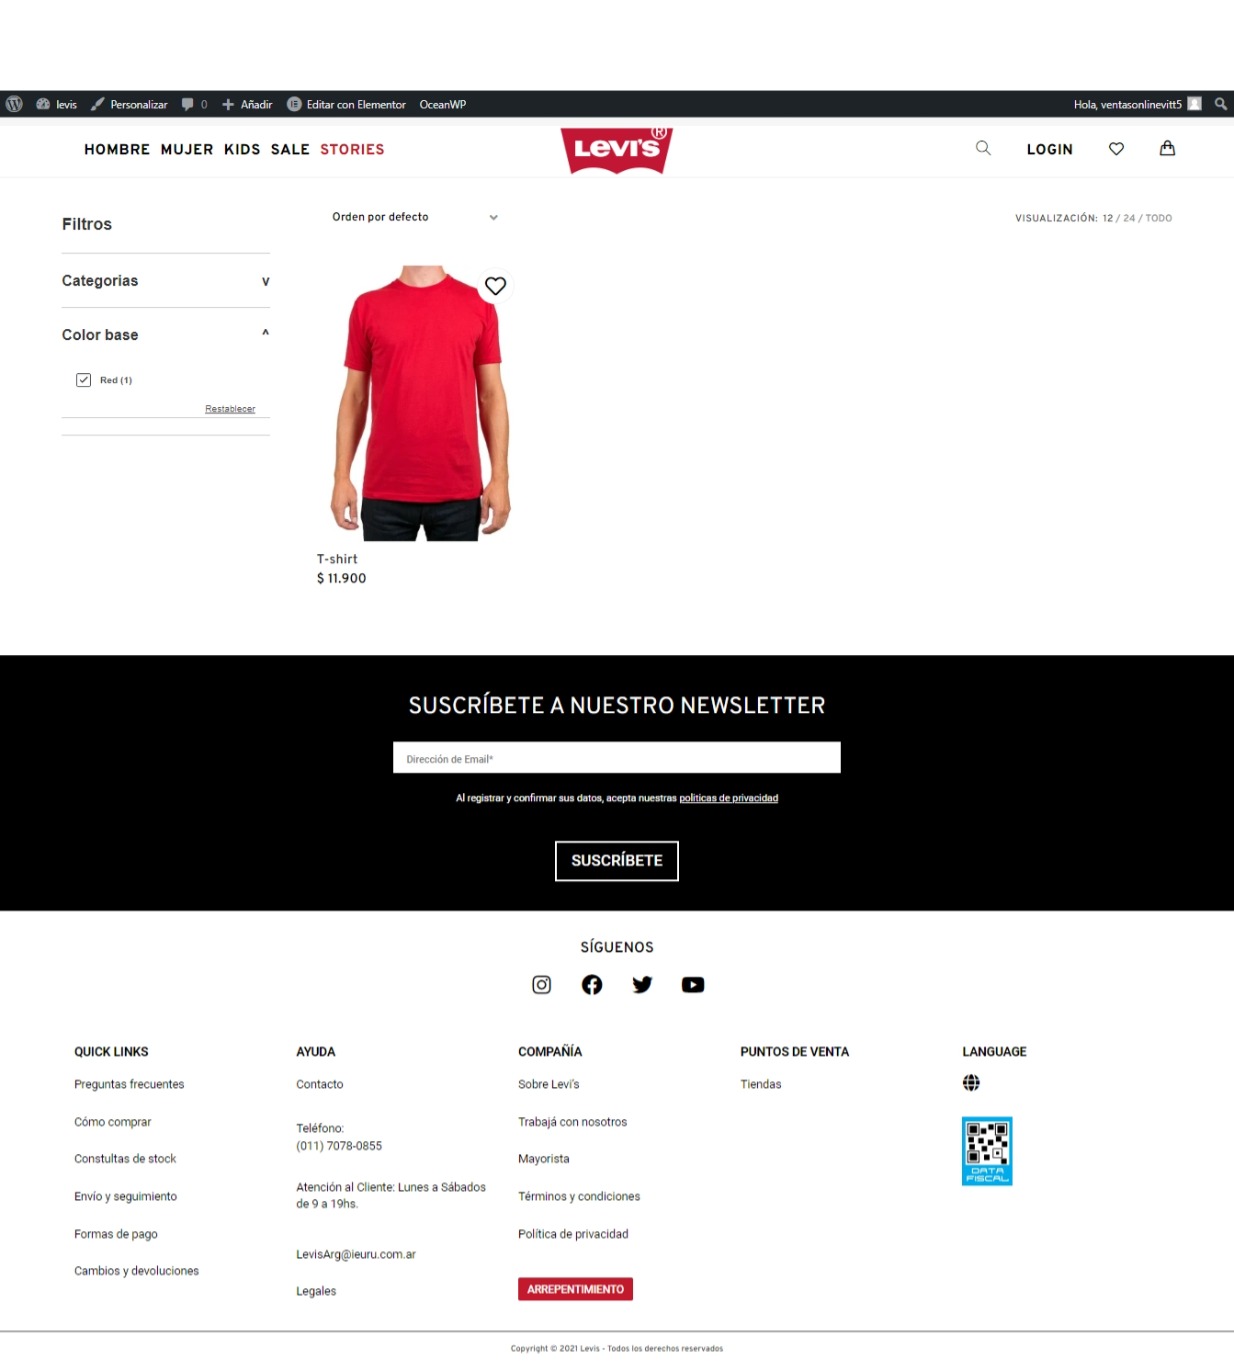 levis Personalizar 0 Añadir Editar con Elementor OceanWP Hola, ventasonlinevitt5
HOMBRE MUJER KIDS SALE STORIES
LEVI'S®
LOGIN
Filtros
Orden por defecto
VISUALIZACIÓN: 12 / 24 / TODO
Categorias v
Color base ^
Red (1)
Restablecer
T-shirt
$ 11.900
SUSCRÍBETE A NUESTRO NEWSLETTER
Dirección de Email*
Al registrar y confirmar sus datos, acepta nuestras politicas de privacidad
SUSCRÍBETE
SÍGUENOS
QUICK LINKS
Preguntas frecuentes
Cómo comprar
Constultas de stock
Envío y seguimiento
Formas de pago
Cambios y devoluciones
AYUDA
Contacto
Teléfono:
(011) 7078-0855
Atención al Cliente: Lunes a Sábados
de 9 a 19hs.
LevisArg@ieuru.com.ar
Legales
COMPAÑÍA
Sobre Levi's
Trabajá con nosotros
Mayorista
Términos y condiciones
Política de privacidad
ARREPENTIMIENTO
PUNTOS DE VENTA
Tiendas
LANGUAGE
DATA
FISCAL
Copyright © 2021 Levis - Todos los derechos reservados